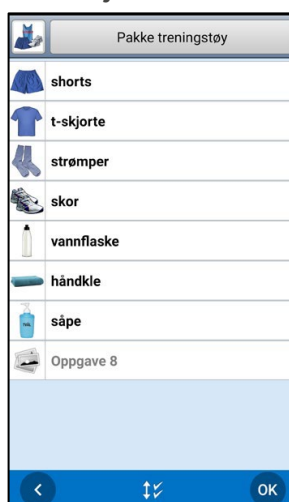 Pakke treningstøy
shorts
t-skjorte
strømper
skor
vannflaske
håndkle
såpe
Oppgave 8
OK